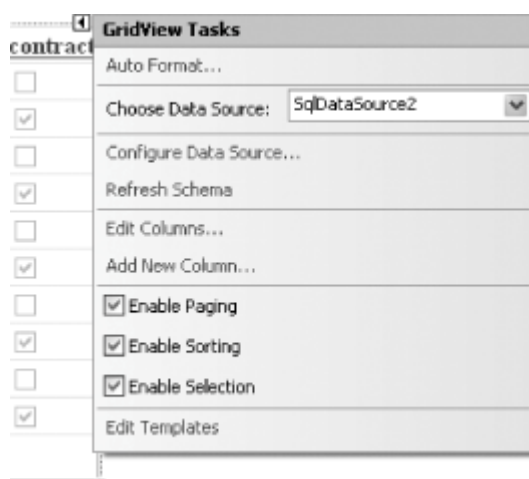 contract
GridView Tasks
Auto Format...
Choose Data Source: SqlDataSource2
Configure Data Source...
Refresh Schema
Edit Columns...
Add New Column...
Enable Paging
Enable Sorting
Enable Selection
Edit Templates